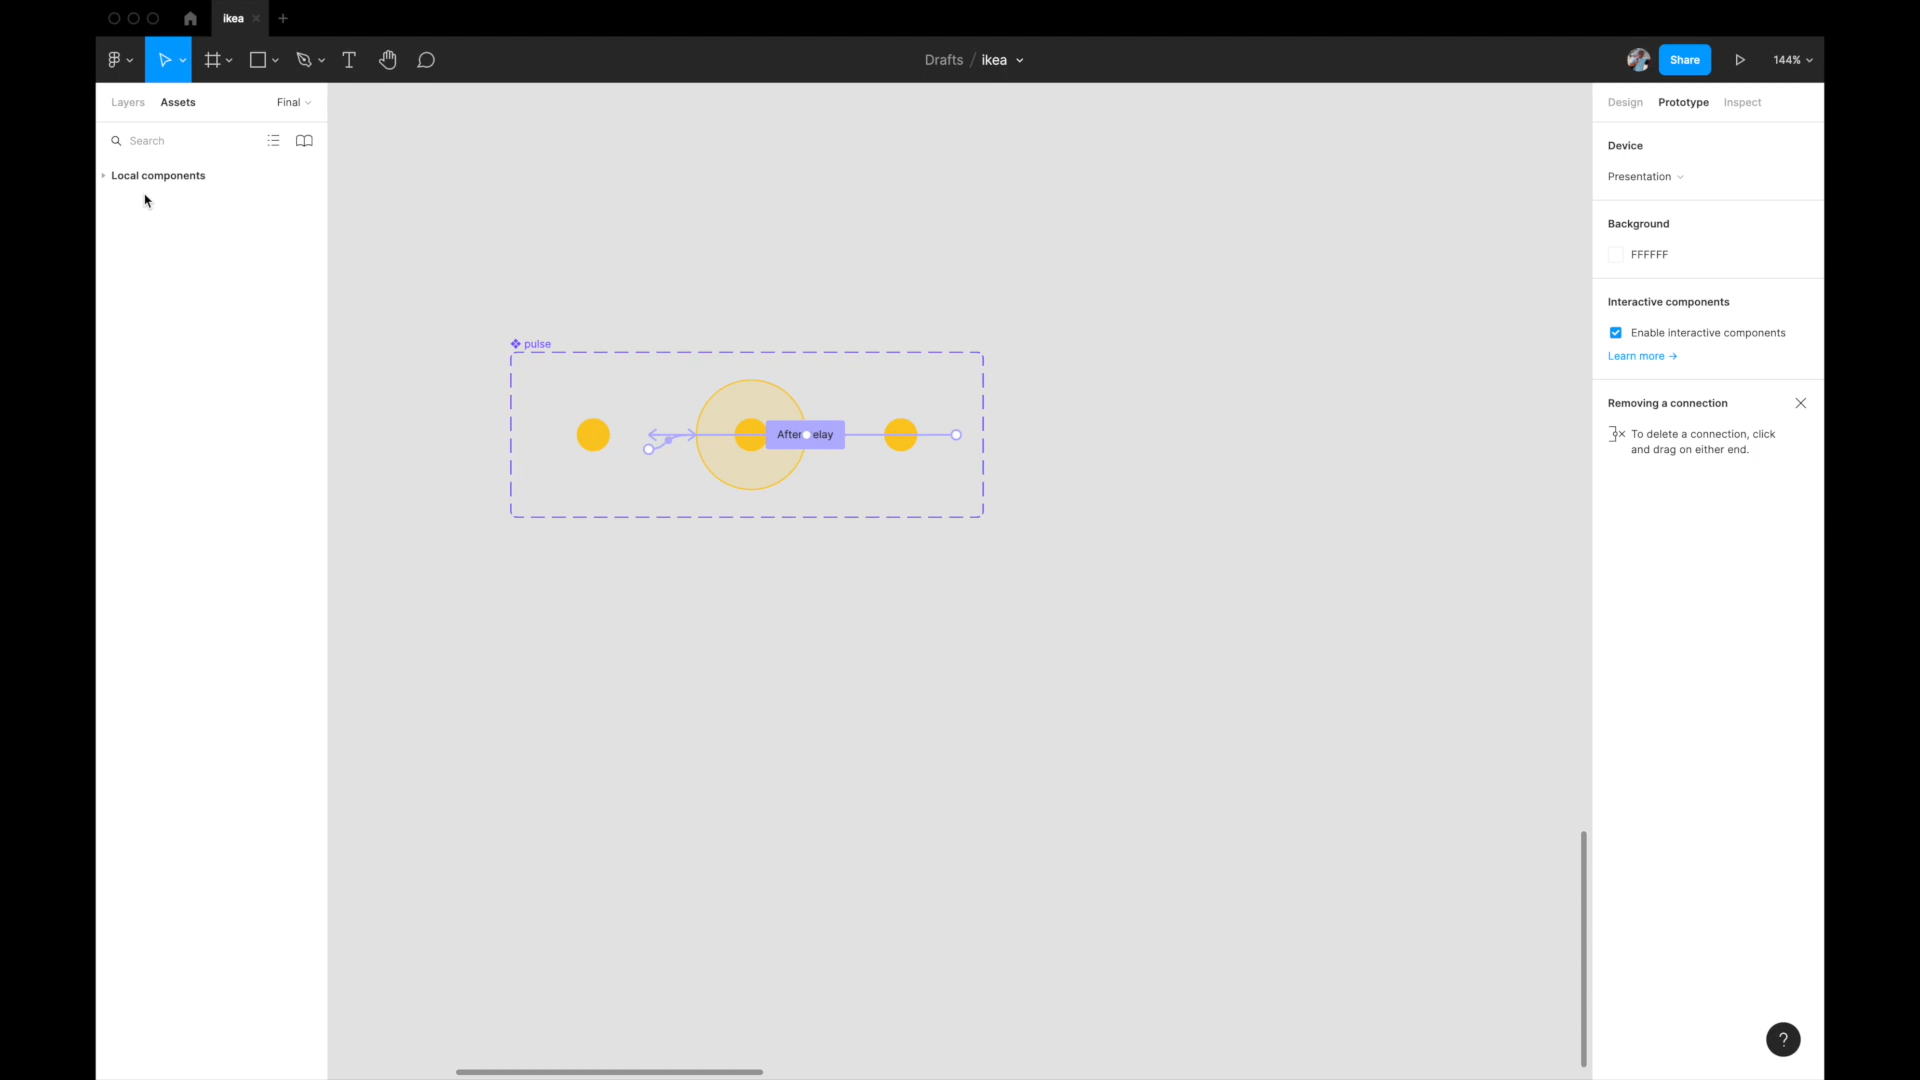 ikea
Drafts / ikea
Share
144%
Layers
Assets
Final
Search
Local components
pulse
After elay
Design
Prototype
Inspect
Device
Presentation
Background
FFFFFF
Interactive components
Enable interactive components
Learn more →
Removing a connection
To delete a connection, click
and drag on either end.
?